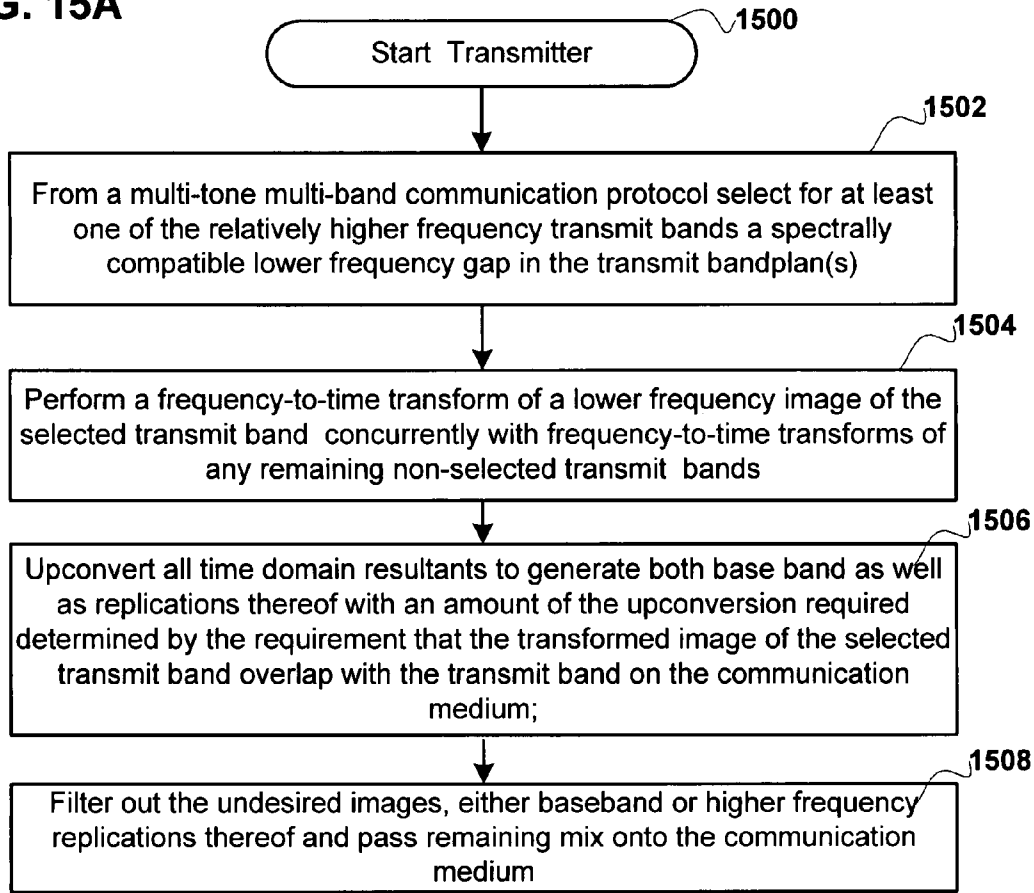 G. 15A
1500
Start Transmitter
1502
From a multi-tone multi-band communication protocol select for at least
one of the relatively higher frequency transmit bands a spectrally
compatible lower frequency gap in the transmit bandplan(s)
1504
Perform a frequency-to-time transform of a lower frequency image of the
selected transmit band concurrently with frequency-to-time transforms of
any remaining non-selected transmit bands
1506
Upconvert all time domain resultants to generate both base band as well
as replications thereof with an amount of the upconversion required
determined by the requirement that the transformed image of the selected
transmit band overlap with the transmit band on the communication
medium;
1508
Filter out the undesired images, either baseband or higher frequency
replications thereof and pass remaining mix onto the communication
medium